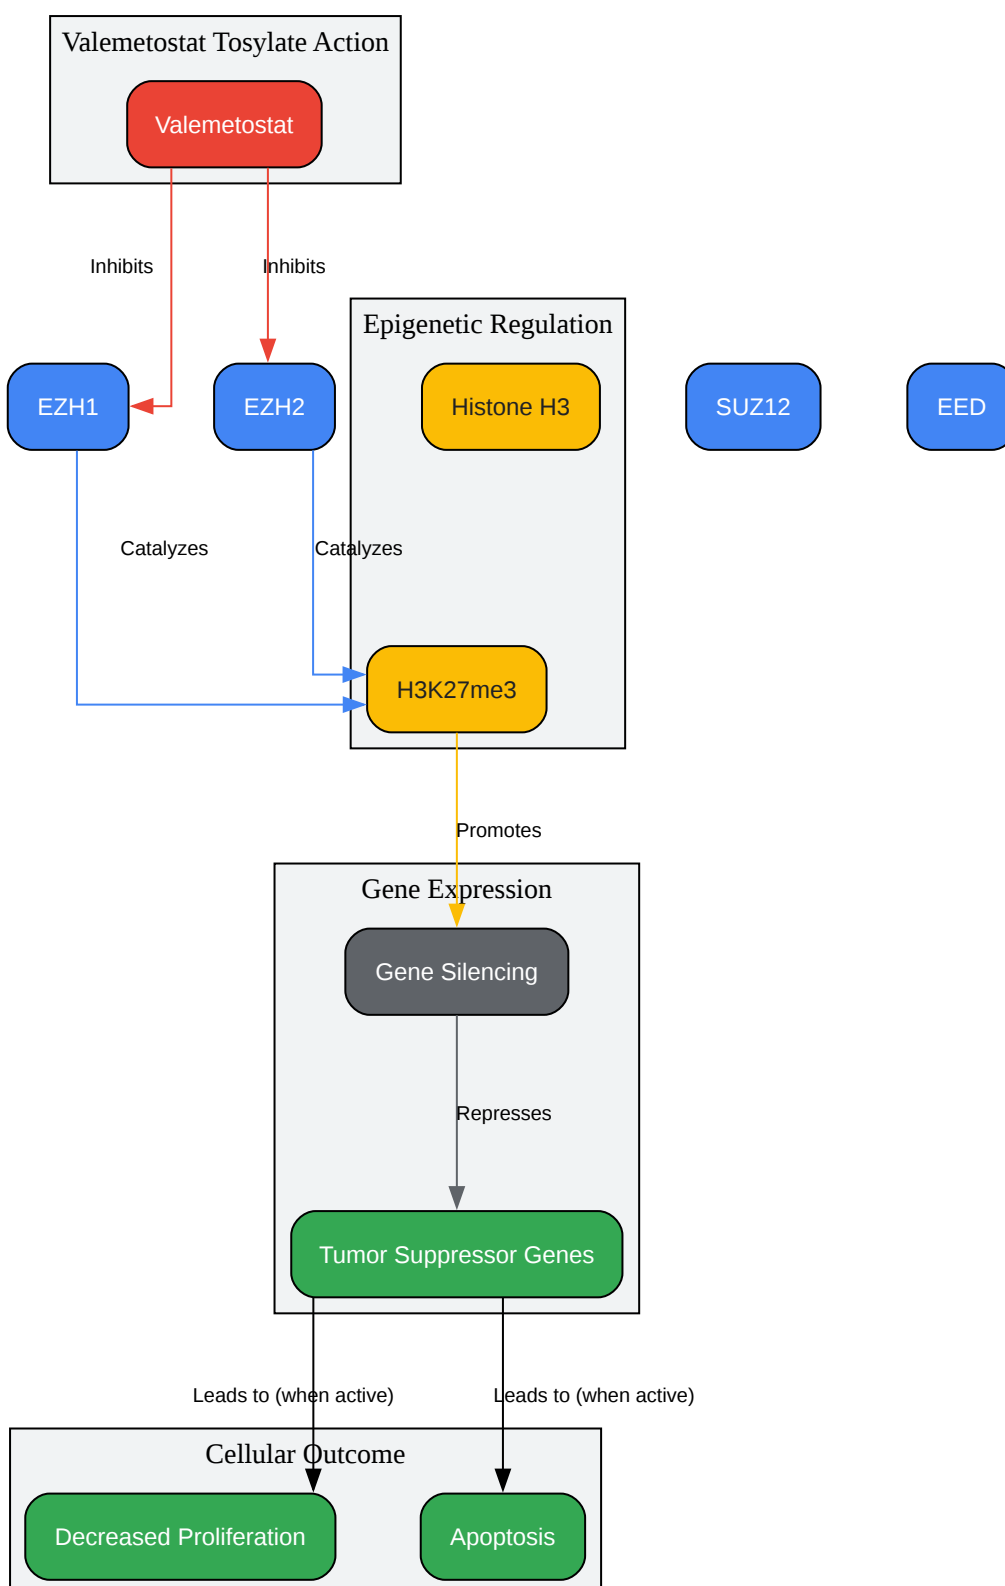 Valemetostat Tosylate Action
Valemetostat
Inhibits
Inhibits
Epigenetic Regulation
EZH1
EZH2
Histone H3
SUZ12
EED
Catalyzes
Catalyzes
H3K27me3
Promotes
Gene Expression
Gene Silencing
Represses
Tumor Suppressor Genes
Leads to (when active)
Leads to (when active)
Cellular Outcome
Decreased Proliferation
Apoptosis